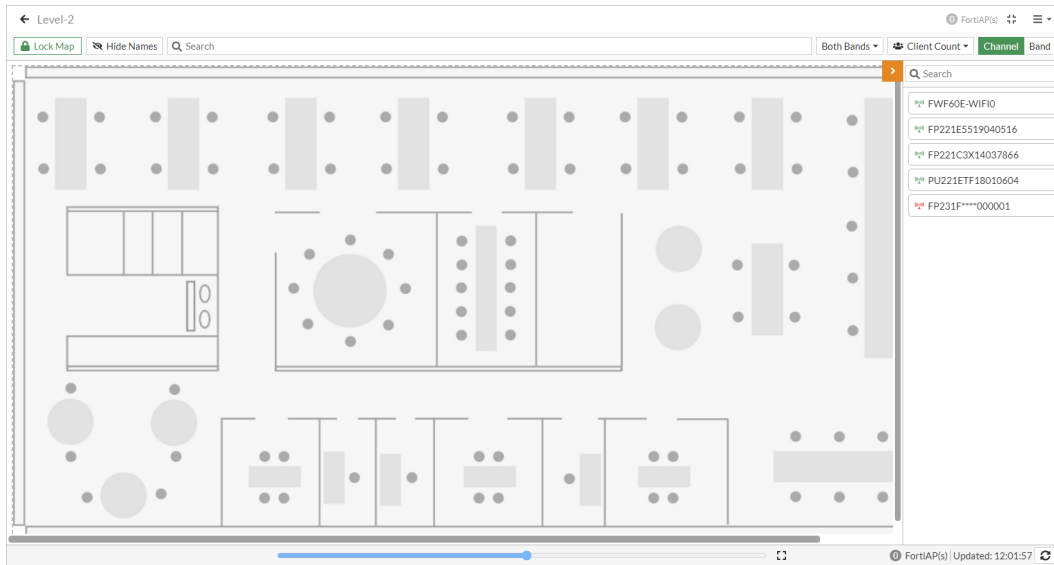 Level-2
0 FortiAP(s)
Lock Map Hide Names Search Both Bands Client Count Channel Band
Search
FWF60E-WIFI0
FP221E5519040516
FP221C3X14037866
PU221ETF18010604
FP231F****000001
0 FortiAP(s) Updated: 12:01:57